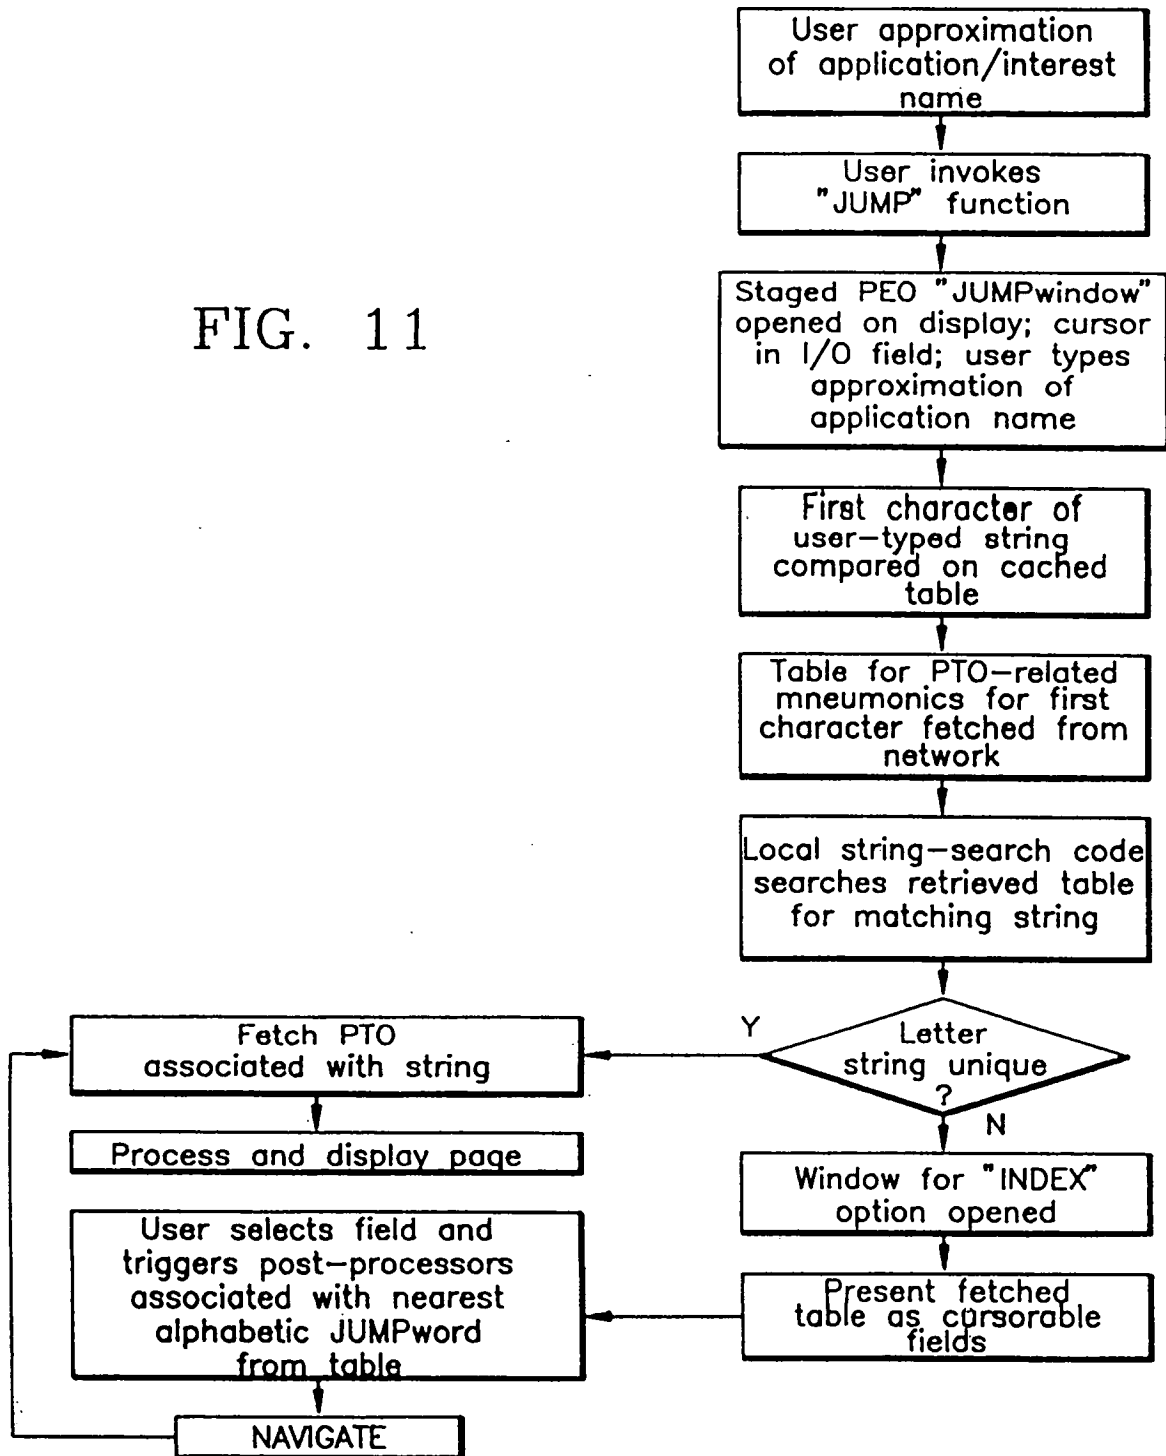 FIG. 11
User approximation
of application/interest
name
User invokes
"JUMP" function
Staged PEO "JUMPwindow"
opened on display; cursor
in I/O field; user types
approximation of
application name
First character of
user-typed string
compared on cached
table
Table for PTO-related
mneumonics for first
character fetched from
network
Local string-search code
searches retrieved table
for matching string
Letter
string unique
?
Y
N
Fetch PTO
associated with string
Process and display page
Window for "INDEX"
option opened
Present fetched
table as cursorable
fields
User selects field and
triggers post-processors
associated with nearest
alphabetic JUMPword
from table
NAVIGATE